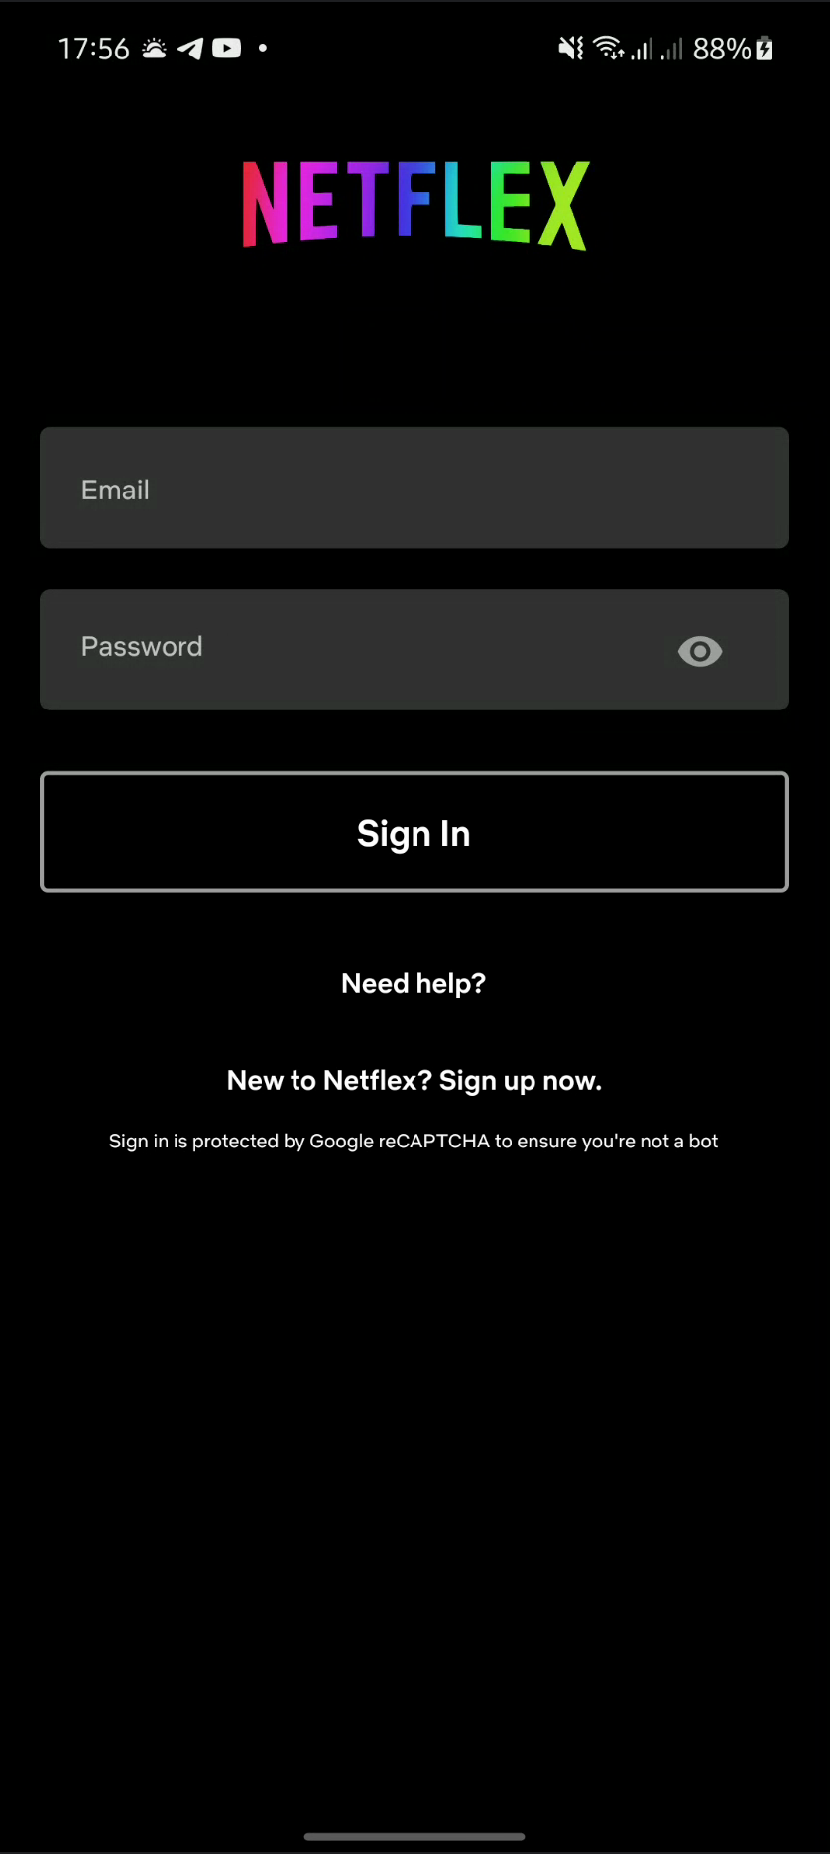 17:56 88%
NETFLEX
Email
Password
Sign In
Need help?
New to Netflex? Sign up now.
Sign in is protected by Google reCAPTCHA to ensure you're not a bot